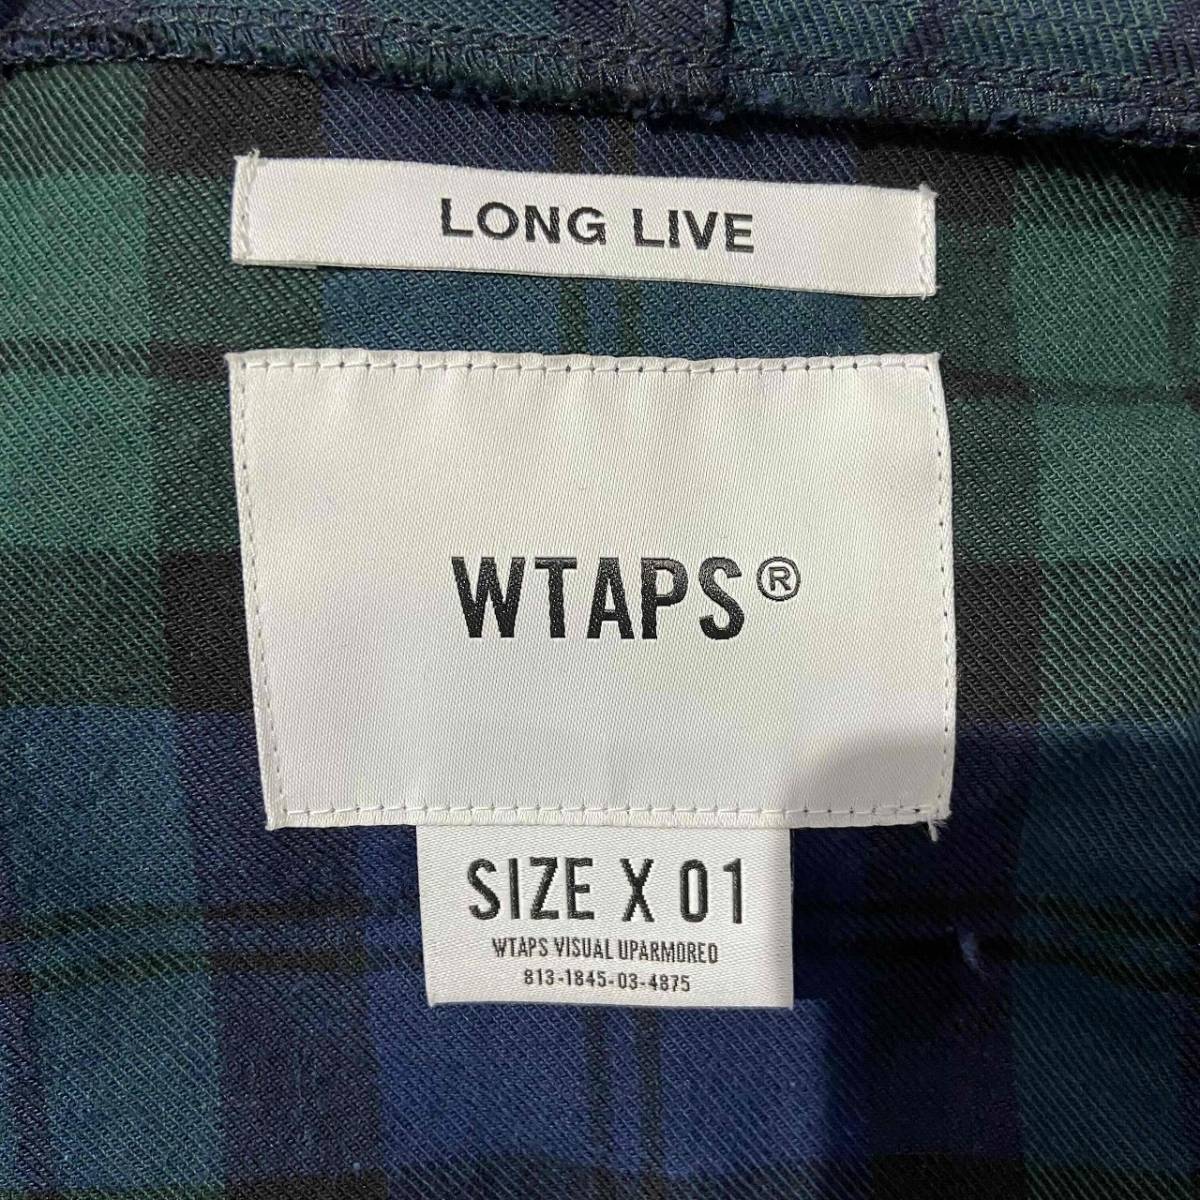 LONG LIVE
WTAPS®
SIZE X 01
WTAPS VISUAL UPARMORED
813-1845-03-4875